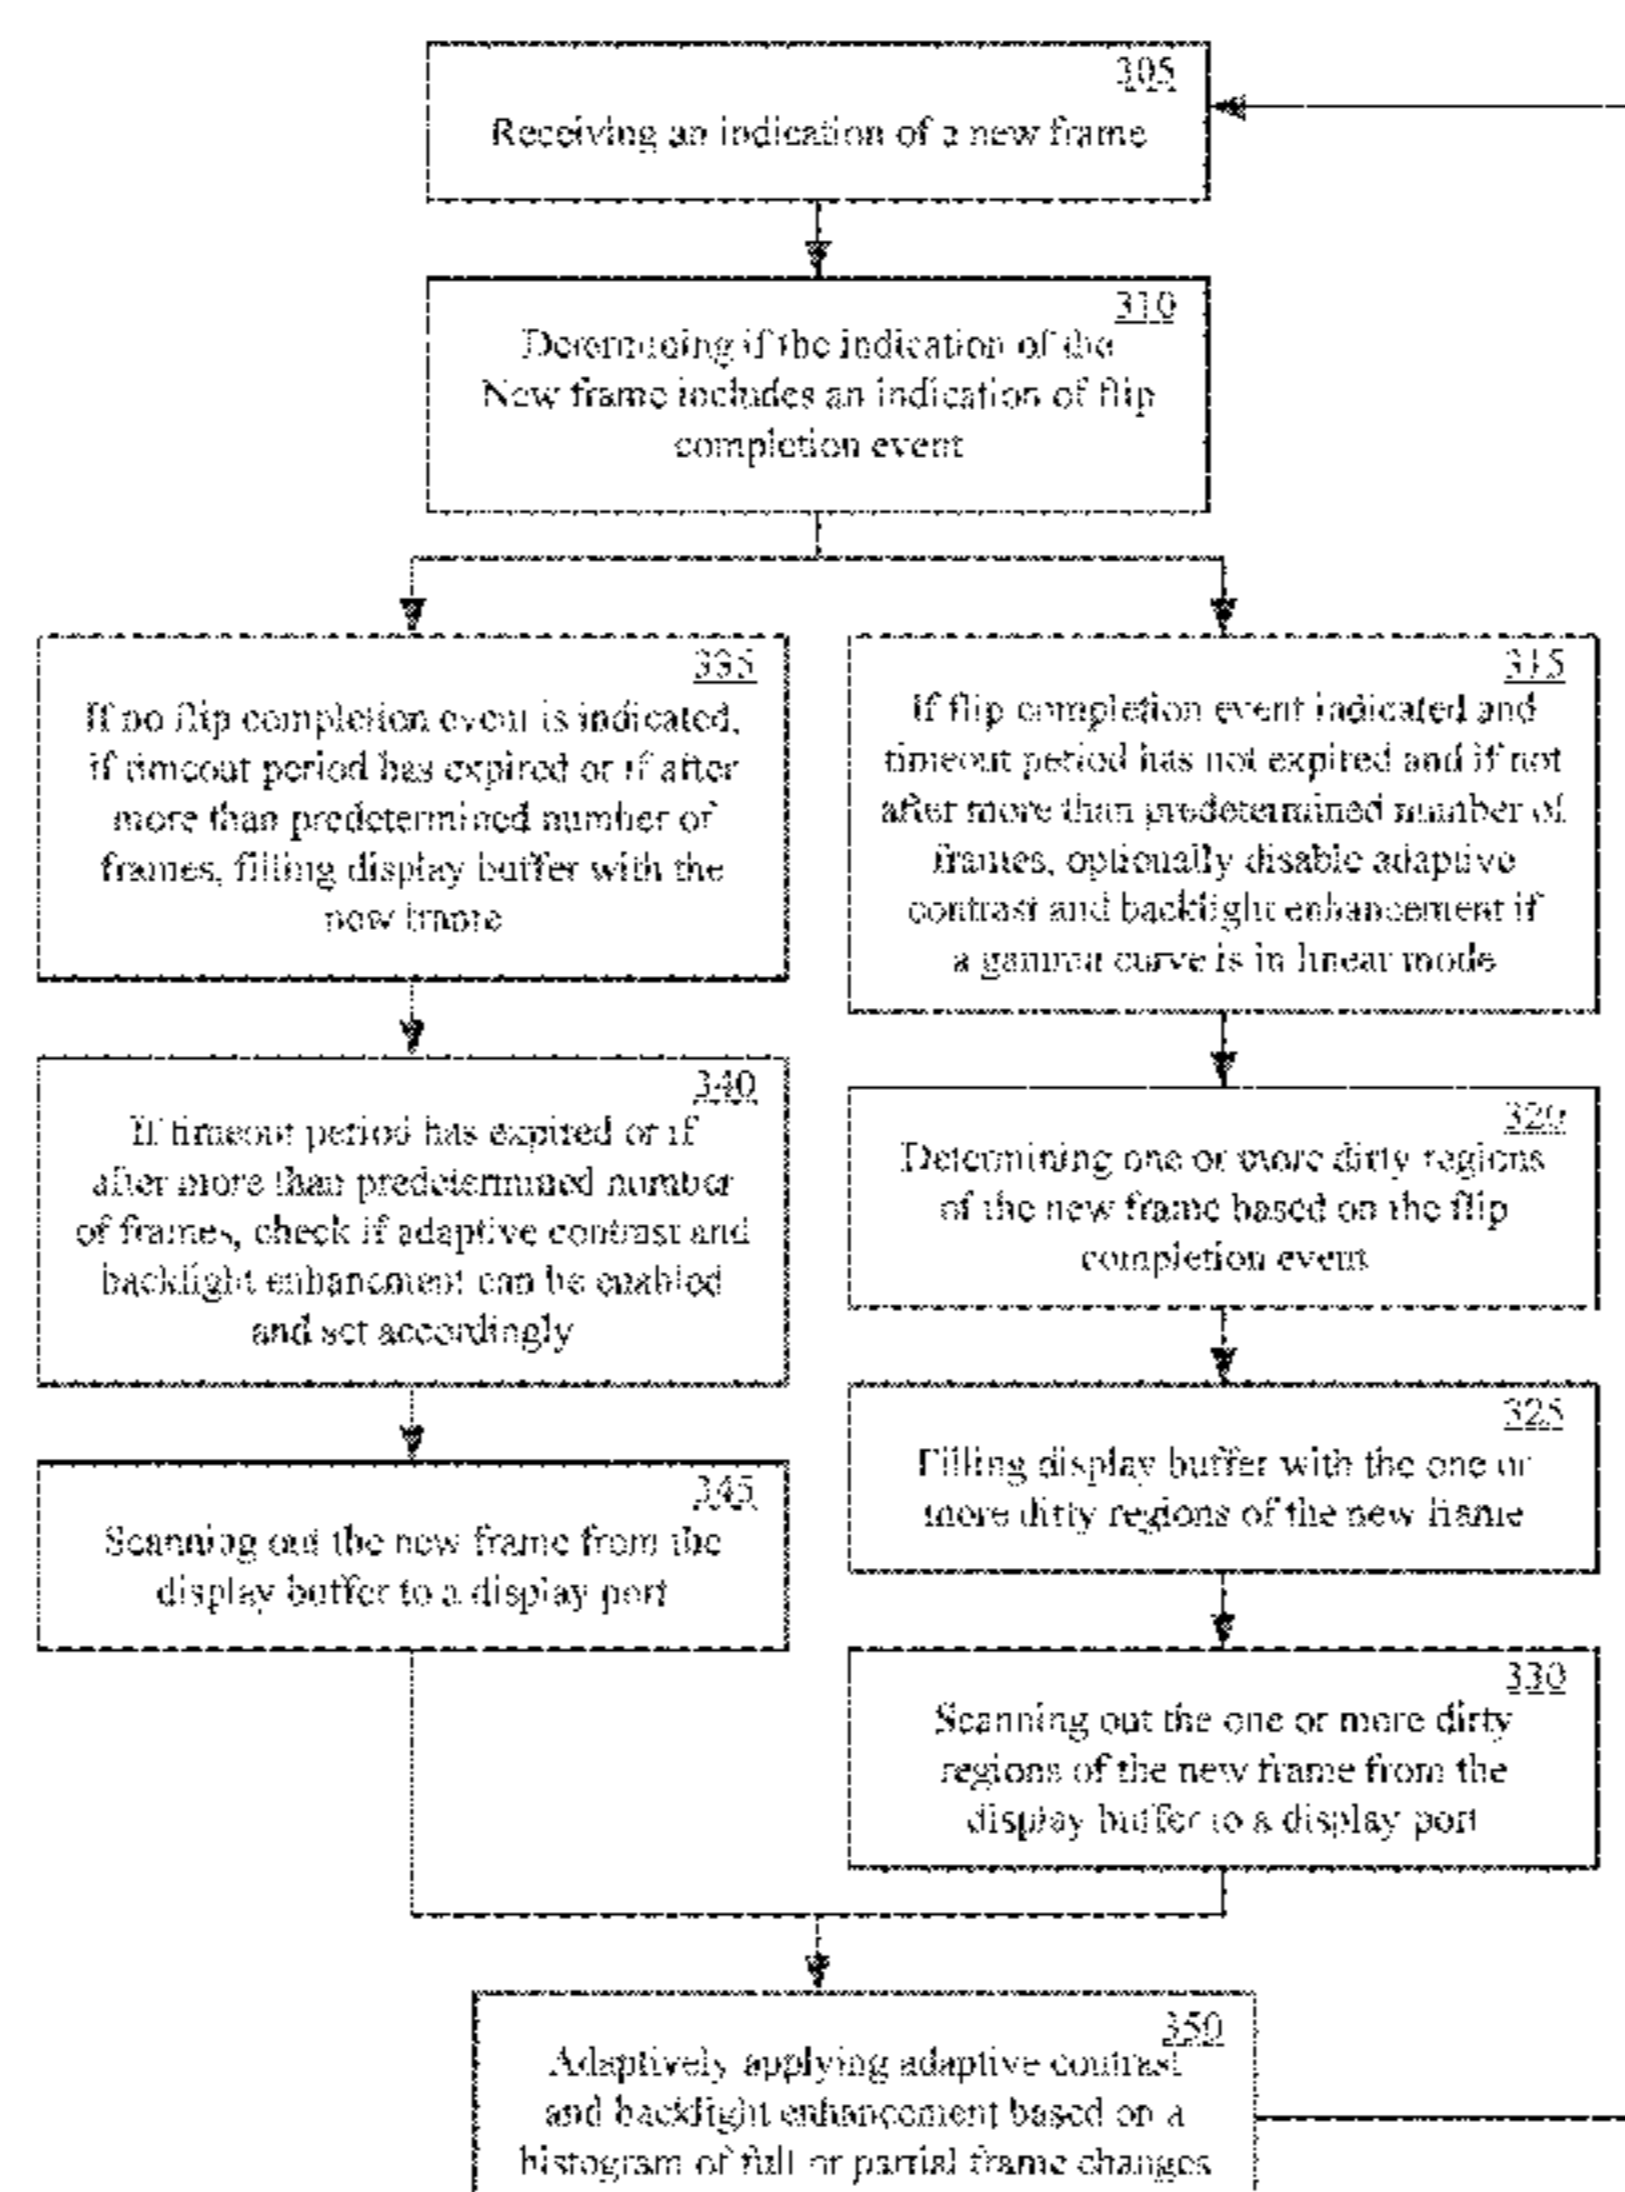 305
Receiving an indication of a new frame
310
Determining if the indication of the
New frame includes an indication of flip
completion event
335
If no flip completion event is indicated,
if timeout period has expired or if after
more than predetermined number of
frames, filling display buffer with the
new frame
340
If timeout period has expired or if
after more than predetermined number
of frames, check if adaptive contrast and
backlight enhancment can be enabled
and set accordingly
345
Scanning out the new frame from the
display buffer to a display port
315
If flip completion event indicated and
timeout period has not expired and if not
after more than predetermined number of
frames, optionally disable adaptive
contrast and backlight enhancement if
a gamma curve is in linear mode
320
Determining one or more dirty regions
of the new frame based on the flip
completion event
325
Filling display buffer with the one or
more dirty regions of the new frame
330
Scanning out the one or more dirty
regions of the new frame from the
display buffer to a display port
350
Adaptively applying adaptive contrast
and backlight enhancement based on a
histogram of full or partial frame changes